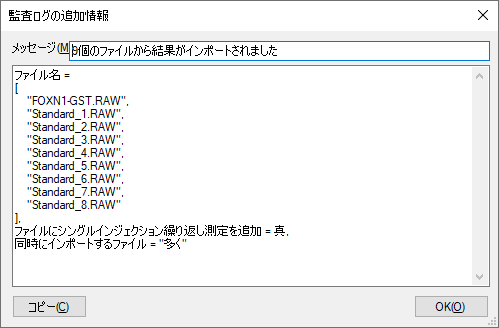 監査ログの追加情報
メッセージ(M
9個のファイルから結果がインポートされました
ファイル名 =
[
"FOXN1-GST.RAW",
"Standard_1.RAW",
"Standard_2.RAW",
"Standard_3.RAW",
"Standard_4.RAW",
"Standard_5.RAW",
"Standard_6.RAW",
"Standard_7.RAW",
"Standard_8.RAW"
],
ファイルにシングルインジェクション繰り返し測定を追加 = 真,
同時にインポートするファイル = "多く"
コピー(C)
OK(O)